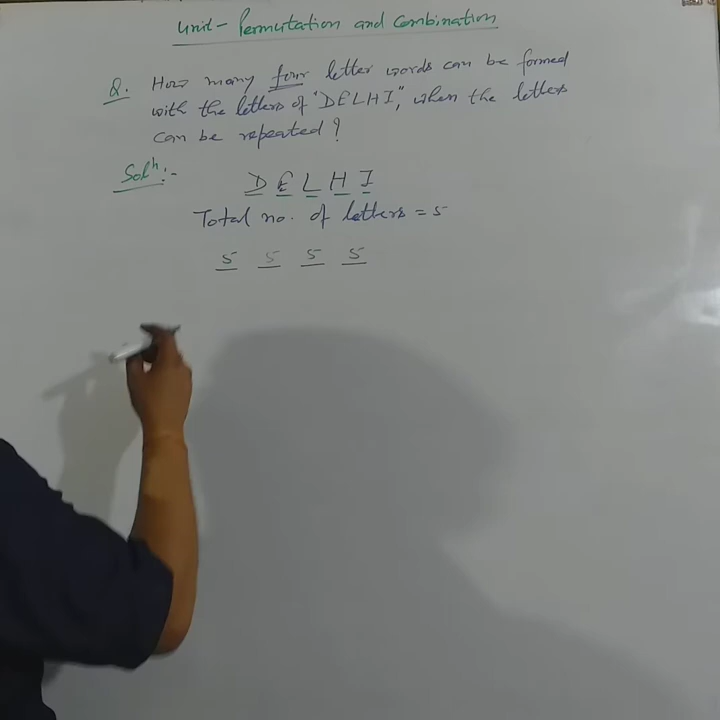 Unit - Permutation and Combination
Q. How many four letter words can be formed
with the letters of "DELHI", when the letters
can be repeated?
Solⁿ:-
D E L H I
Total no. of letters = 5
5 5 5 5